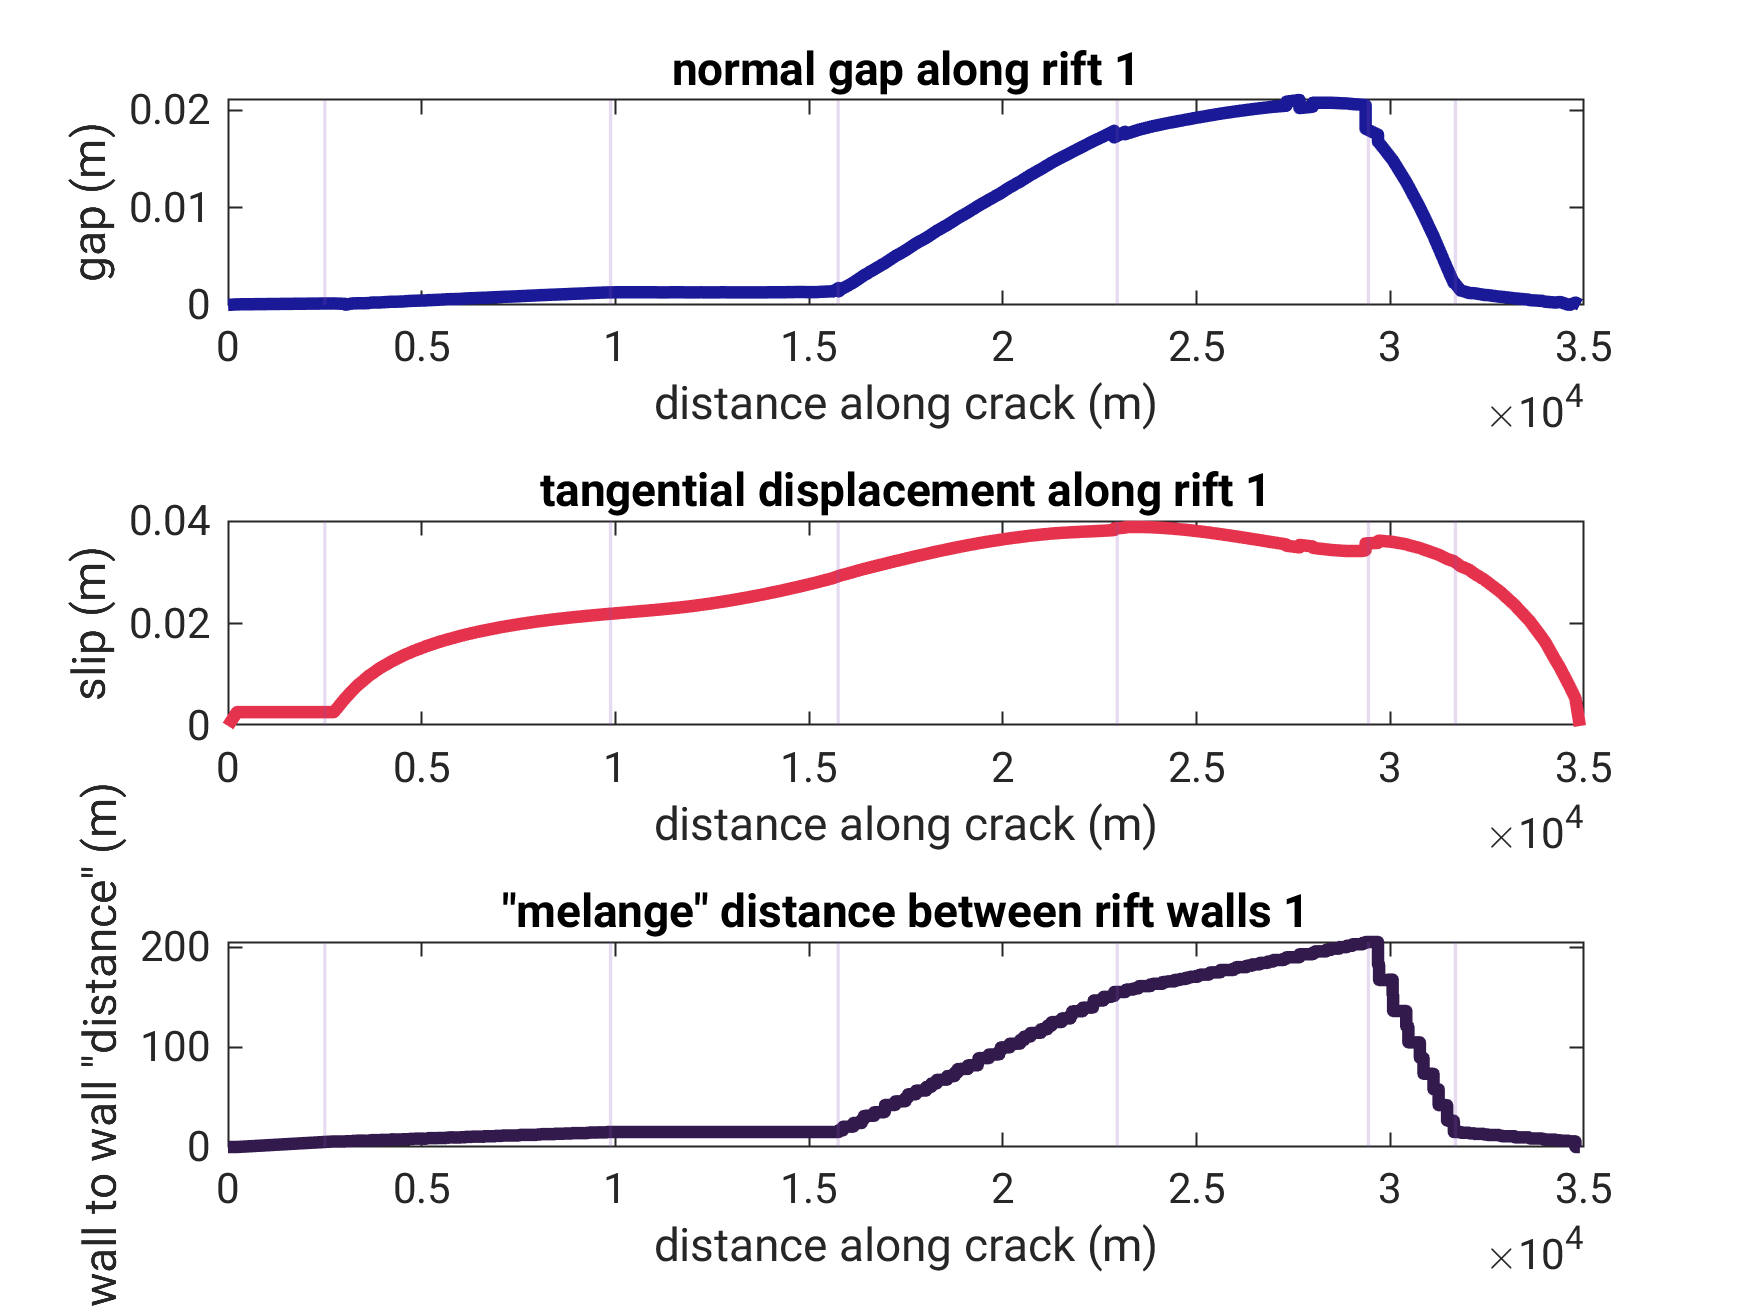 normal gap along rift 1
gap (m)
0.02
0.01
0
0 0.5 1 1.5 2 2.5 3 3.5
distance along crack (m)
×10^4
tangential displacement along rift 1
slip (m)
0.04
0.02
0
0 0.5 1 1.5 2 2.5 3 3.5
distance along crack (m)
×10^4
"melange" distance between rift walls 1
wall to wall "distance" (m)
200
100
0
0 0.5 1 1.5 2 2.5 3 3.5
distance along crack (m)
×10^4